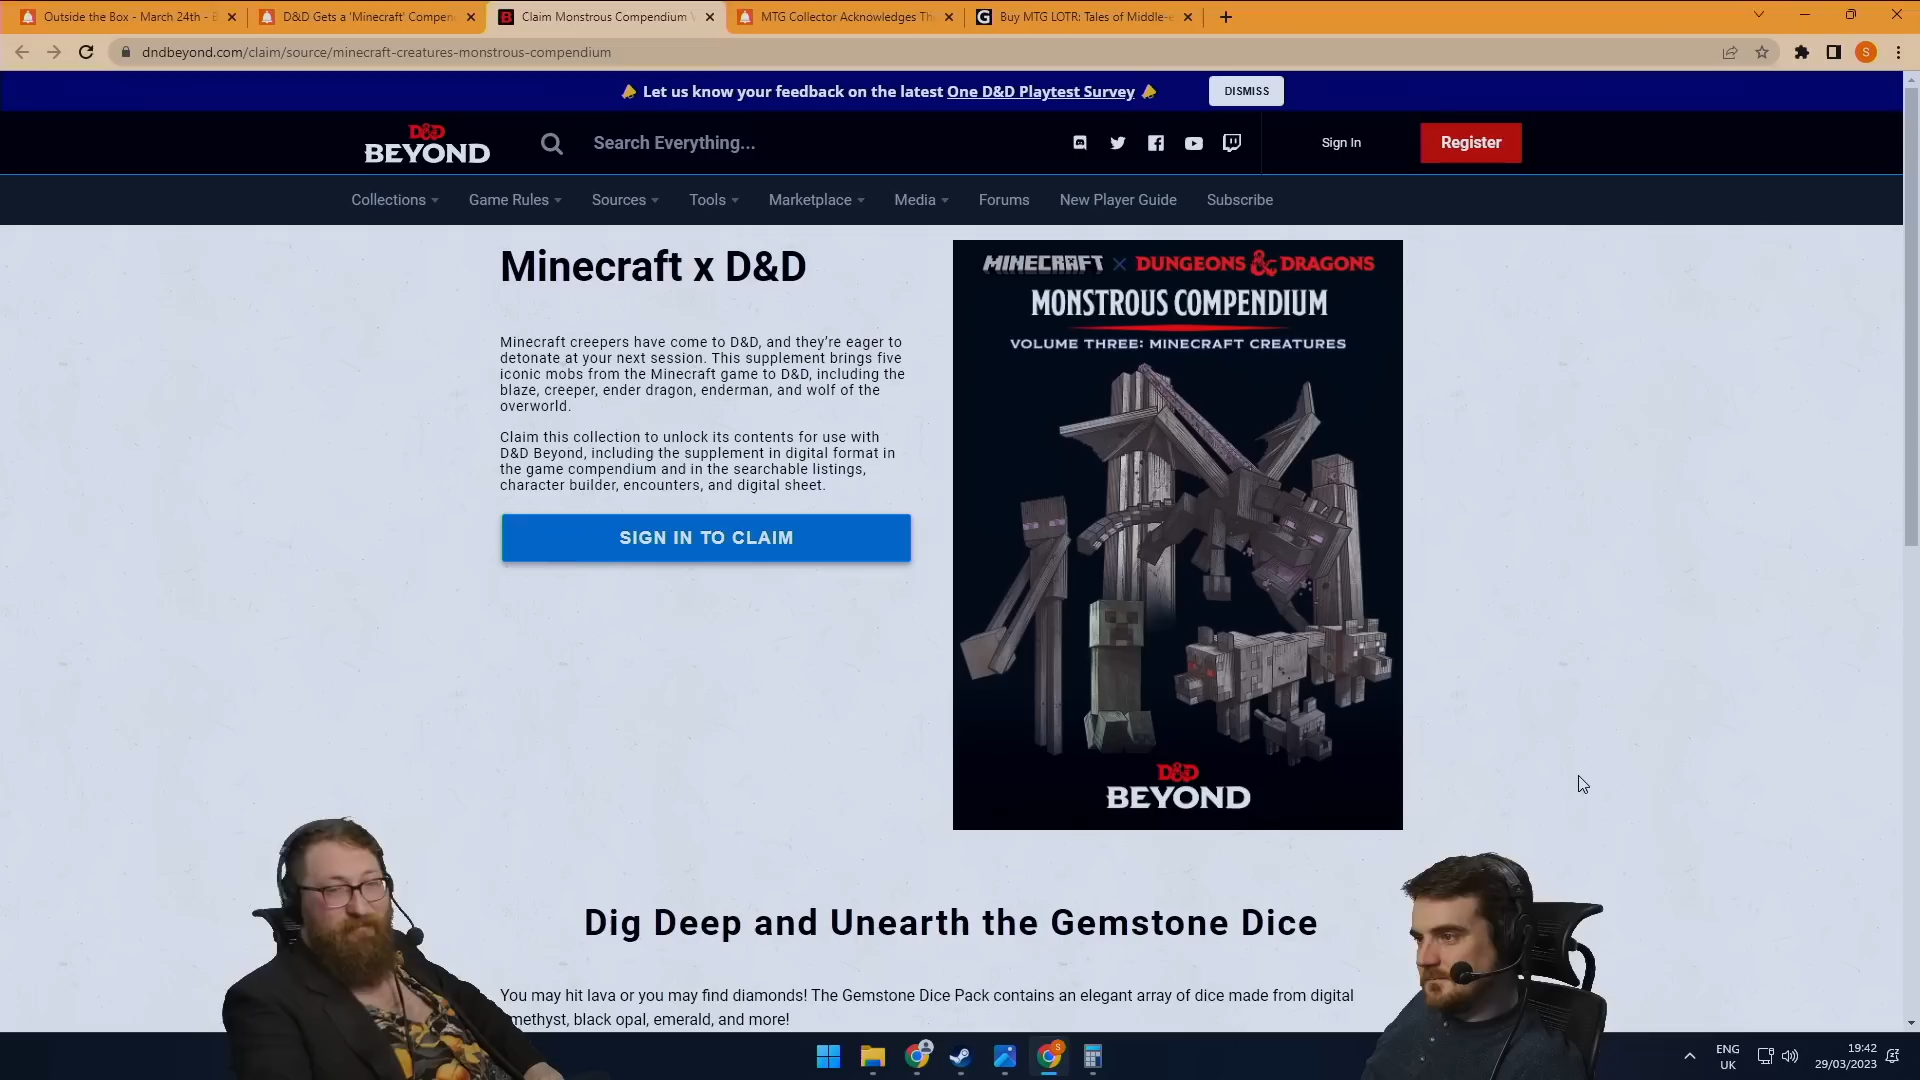 Outside the Box - March 24th -
D&D Gets a 'Minecraft' Compen
Claim Monstrous Compendium
MTG Collector Acknowledges Th
Buy MTG LOTR: Tales of Middle-e
dndbeyond.com/claim/source/minecraft-creatures-monstrous-compendium
S
Let us know your feedback on the latest One D&D Playtest Survey
DISMISS
D&D
BEYOND
Search Everything...
Sign In
Register
Collections
Game Rules
Sources
Tools
Marketplace
Media
Forums
New Player Guide
Subscribe
Minecraft x D&D
Minecraft creepers have come to D&D, and they're eager to
detonate at your next session. This supplement brings five
iconic mobs from the Minecraft game to D&D, including the
blaze, creeper, ender dragon, enderman, and wolf of the
overworld.
Claim this collection to unlock its contents for use with
D&D Beyond, including the supplement in digital format in
the game compendium and in the searchable listings,
character builder, encounters, and digital sheet.
SIGN IN TO CLAIM
MINECRAFT × DUNGEONS & DRAGONS
MONSTROUS COMPENDIUM
VOLUME THREE: MINECRAFT CREATURES
D&D
BEYOND
Dig Deep and Unearth the Gemstone Dice
You may hit lava or you may find diamonds! The Gemstone Dice Pack contains an elegant array of dice made from digital
methyst, black opal, emerald, and more!
S
ENG
UK
19:42
29/03/2023